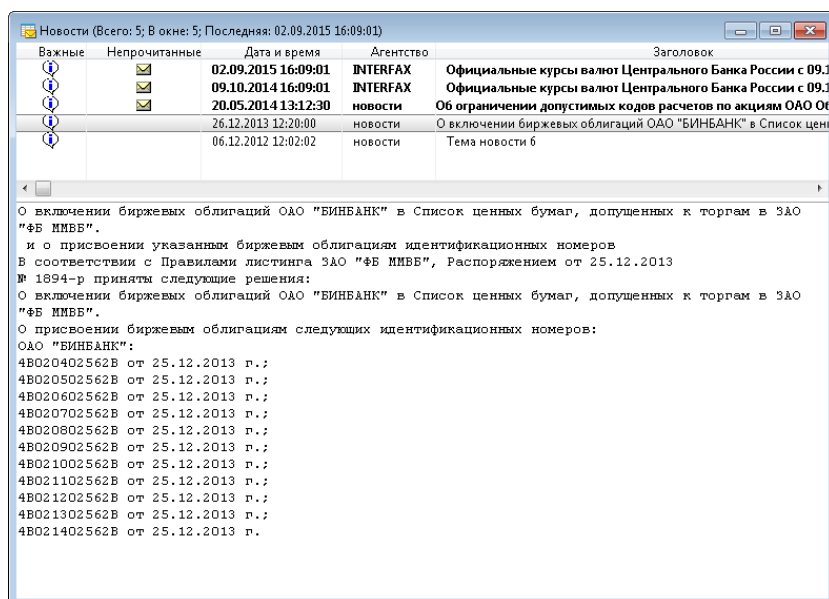 Новости (Всего: 5; В окне: 5; Последняя: 02.09.2015 16:09:01)
Важные Непрочитанные Дата и время Агентство Заголовок
02.09.2015 16:09:01 INTERFAX Официальные курсы валют Центрального Банка России с 09.1
09.10.2014 16:09:01 INTERFAX Официальные курсы валют Центрального Банка России с 09.1
20.05.2014 13:12:30 новости Об ограничении допустимых кодов расчетов по акциям ОАО Об
26.12.2013 12:20:00 новости О включении биржевых облигаций ОАО "БИНБАНК" в Список цен
06.12.2012 12:02:02 новости Тема новости 6
О включении биржевых облигаций ОАО "БИНБАНК" в Список ценных бумаг, допущенных к торгам в ЗАО
"ФБ ММВБ".
и о присвоении указанным биржевым облигациям идентификационных номеров
В соответствии с Правилами листинга ЗАО "ФБ ММВБ", Распоряжением от 25.12.2013
№ 1894-р приняты следующие решения:
О включении биржевых облигаций ОАО "БИНБАНК" в Список ценных бумаг, допущенных к торгам в ЗАО
"ФБ ММВБ".
О присвоении биржевым облигациям следующих идентификационных номеров:
ОАО "БИНБАНК":
4B020402562B от 25.12.2013 г.;
4B020502562B от 25.12.2013 г.;
4B020602562B от 25.12.2013 г.;
4B020702562B от 25.12.2013 г.;
4B020802562B от 25.12.2013 г.;
4B020902562B от 25.12.2013 г.;
4B021002562B от 25.12.2013 г.;
4B021102562B от 25.12.2013 г.;
4B021202562B от 25.12.2013 г.;
4B021302562B от 25.12.2013 г.;
4B021402562B от 25.12.2013 г.